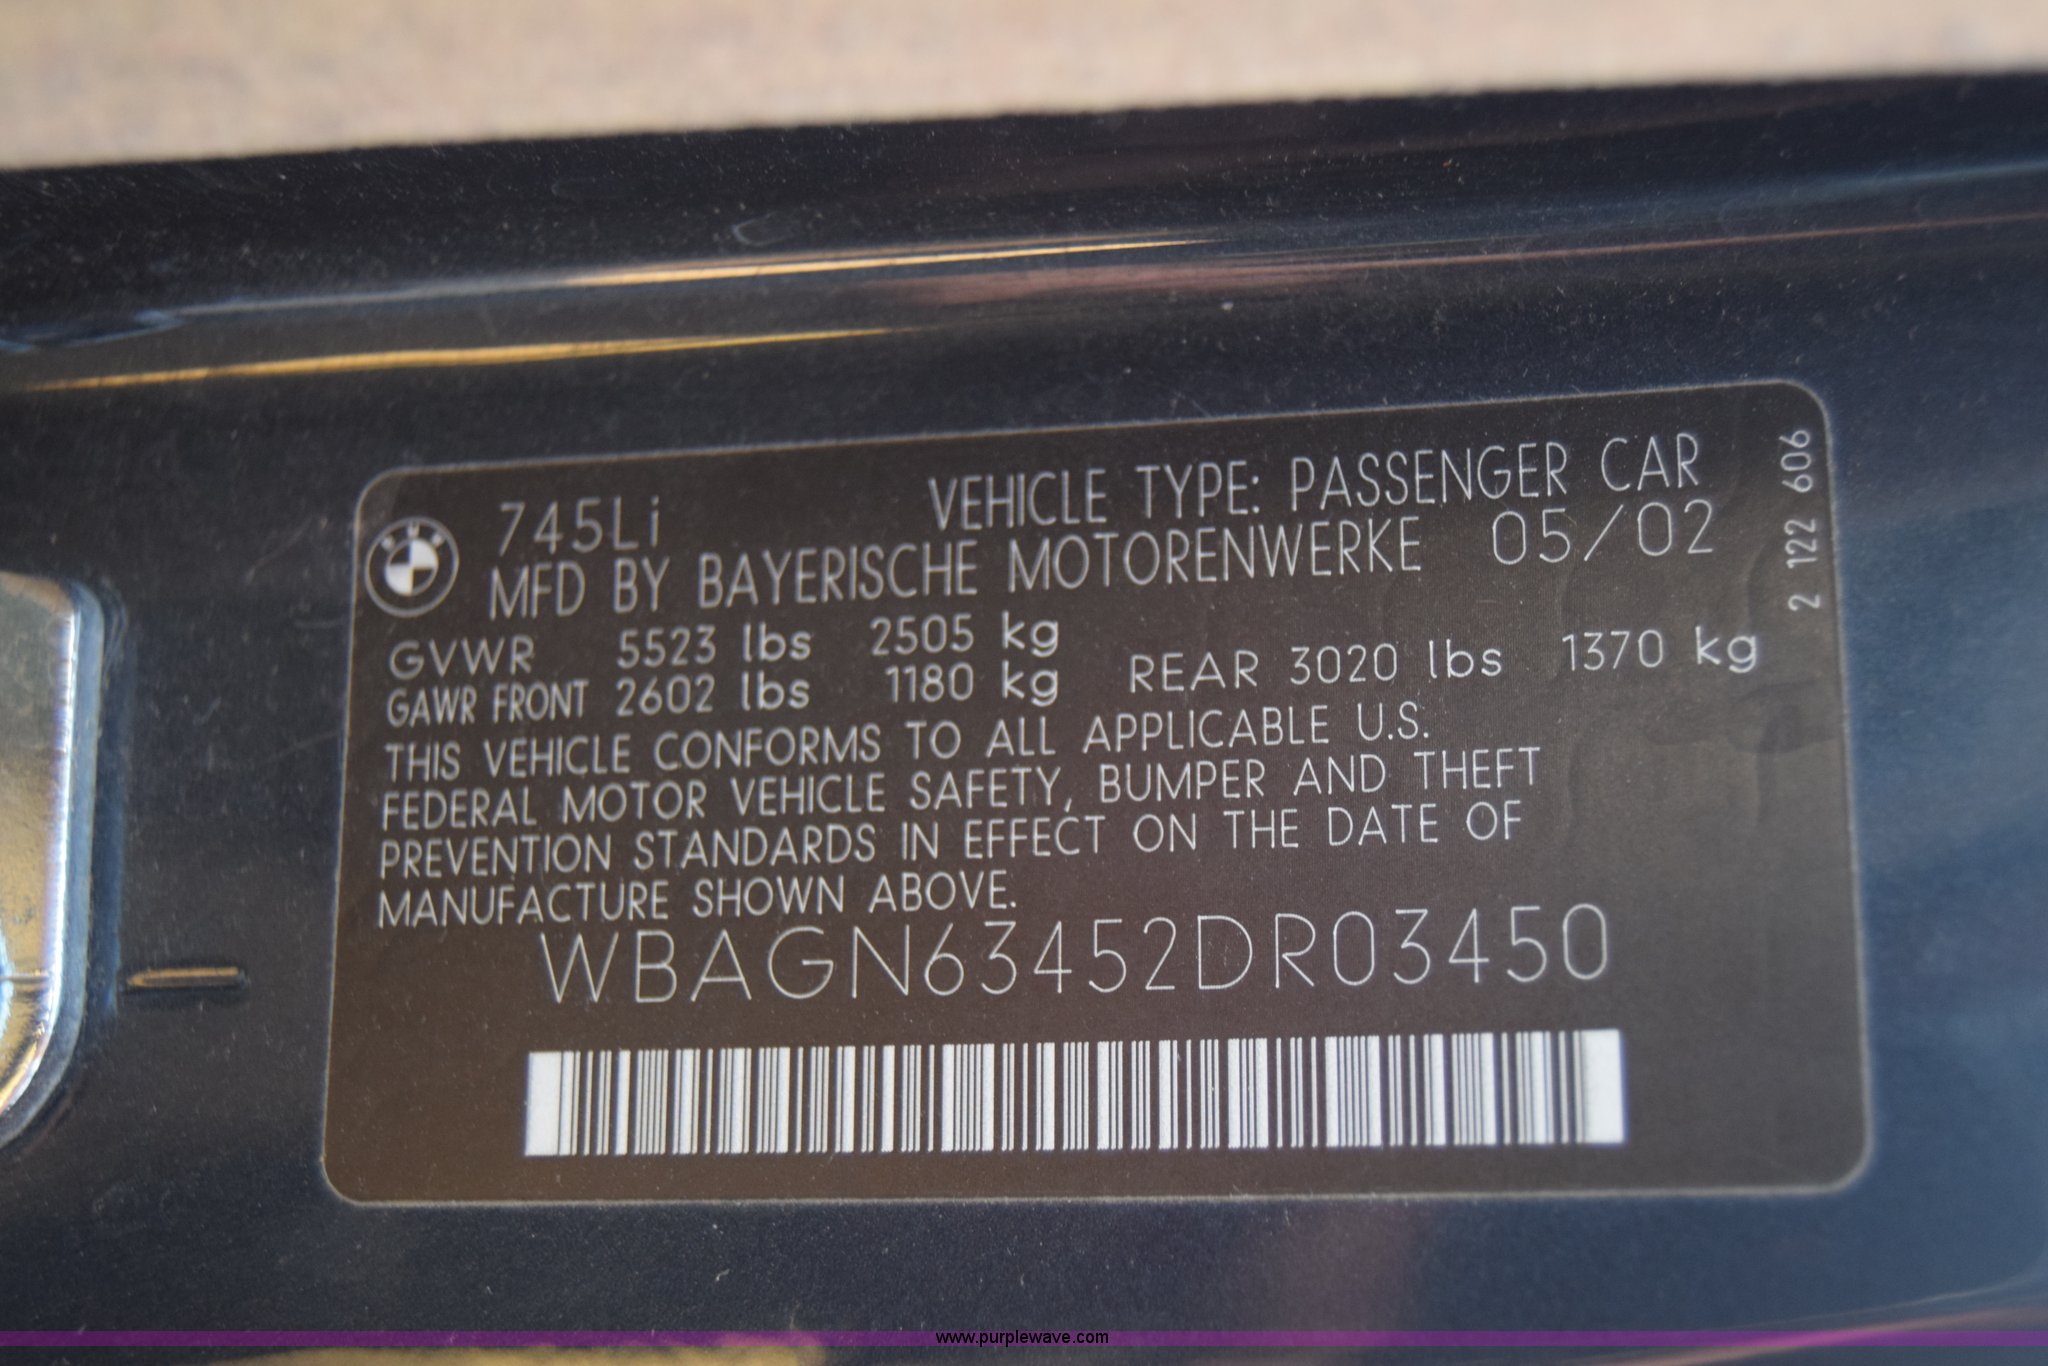 745Li VEHICLE TYPE: PASSENGER CAR
MFD BY BAYERISCHE MOTORENWERKE 05/02
GVWR 5523 lbs 2505 kg
GAWR FRONT 2602 lbs 1180 kg REAR 3020 lbs 1370 kg
THIS VEHICLE CONFORMS TO ALL APPLICABLE U.S.
FEDERAL MOTOR VEHICLE SAFETY, BUMPER AND THEFT
PREVENTION STANDARDS IN EFFECT ON THE DATE OF
MANUFACTURE SHOWN ABOVE.
WBAGN63452DR03450
2 122 606
BMW
www.purplewave.com